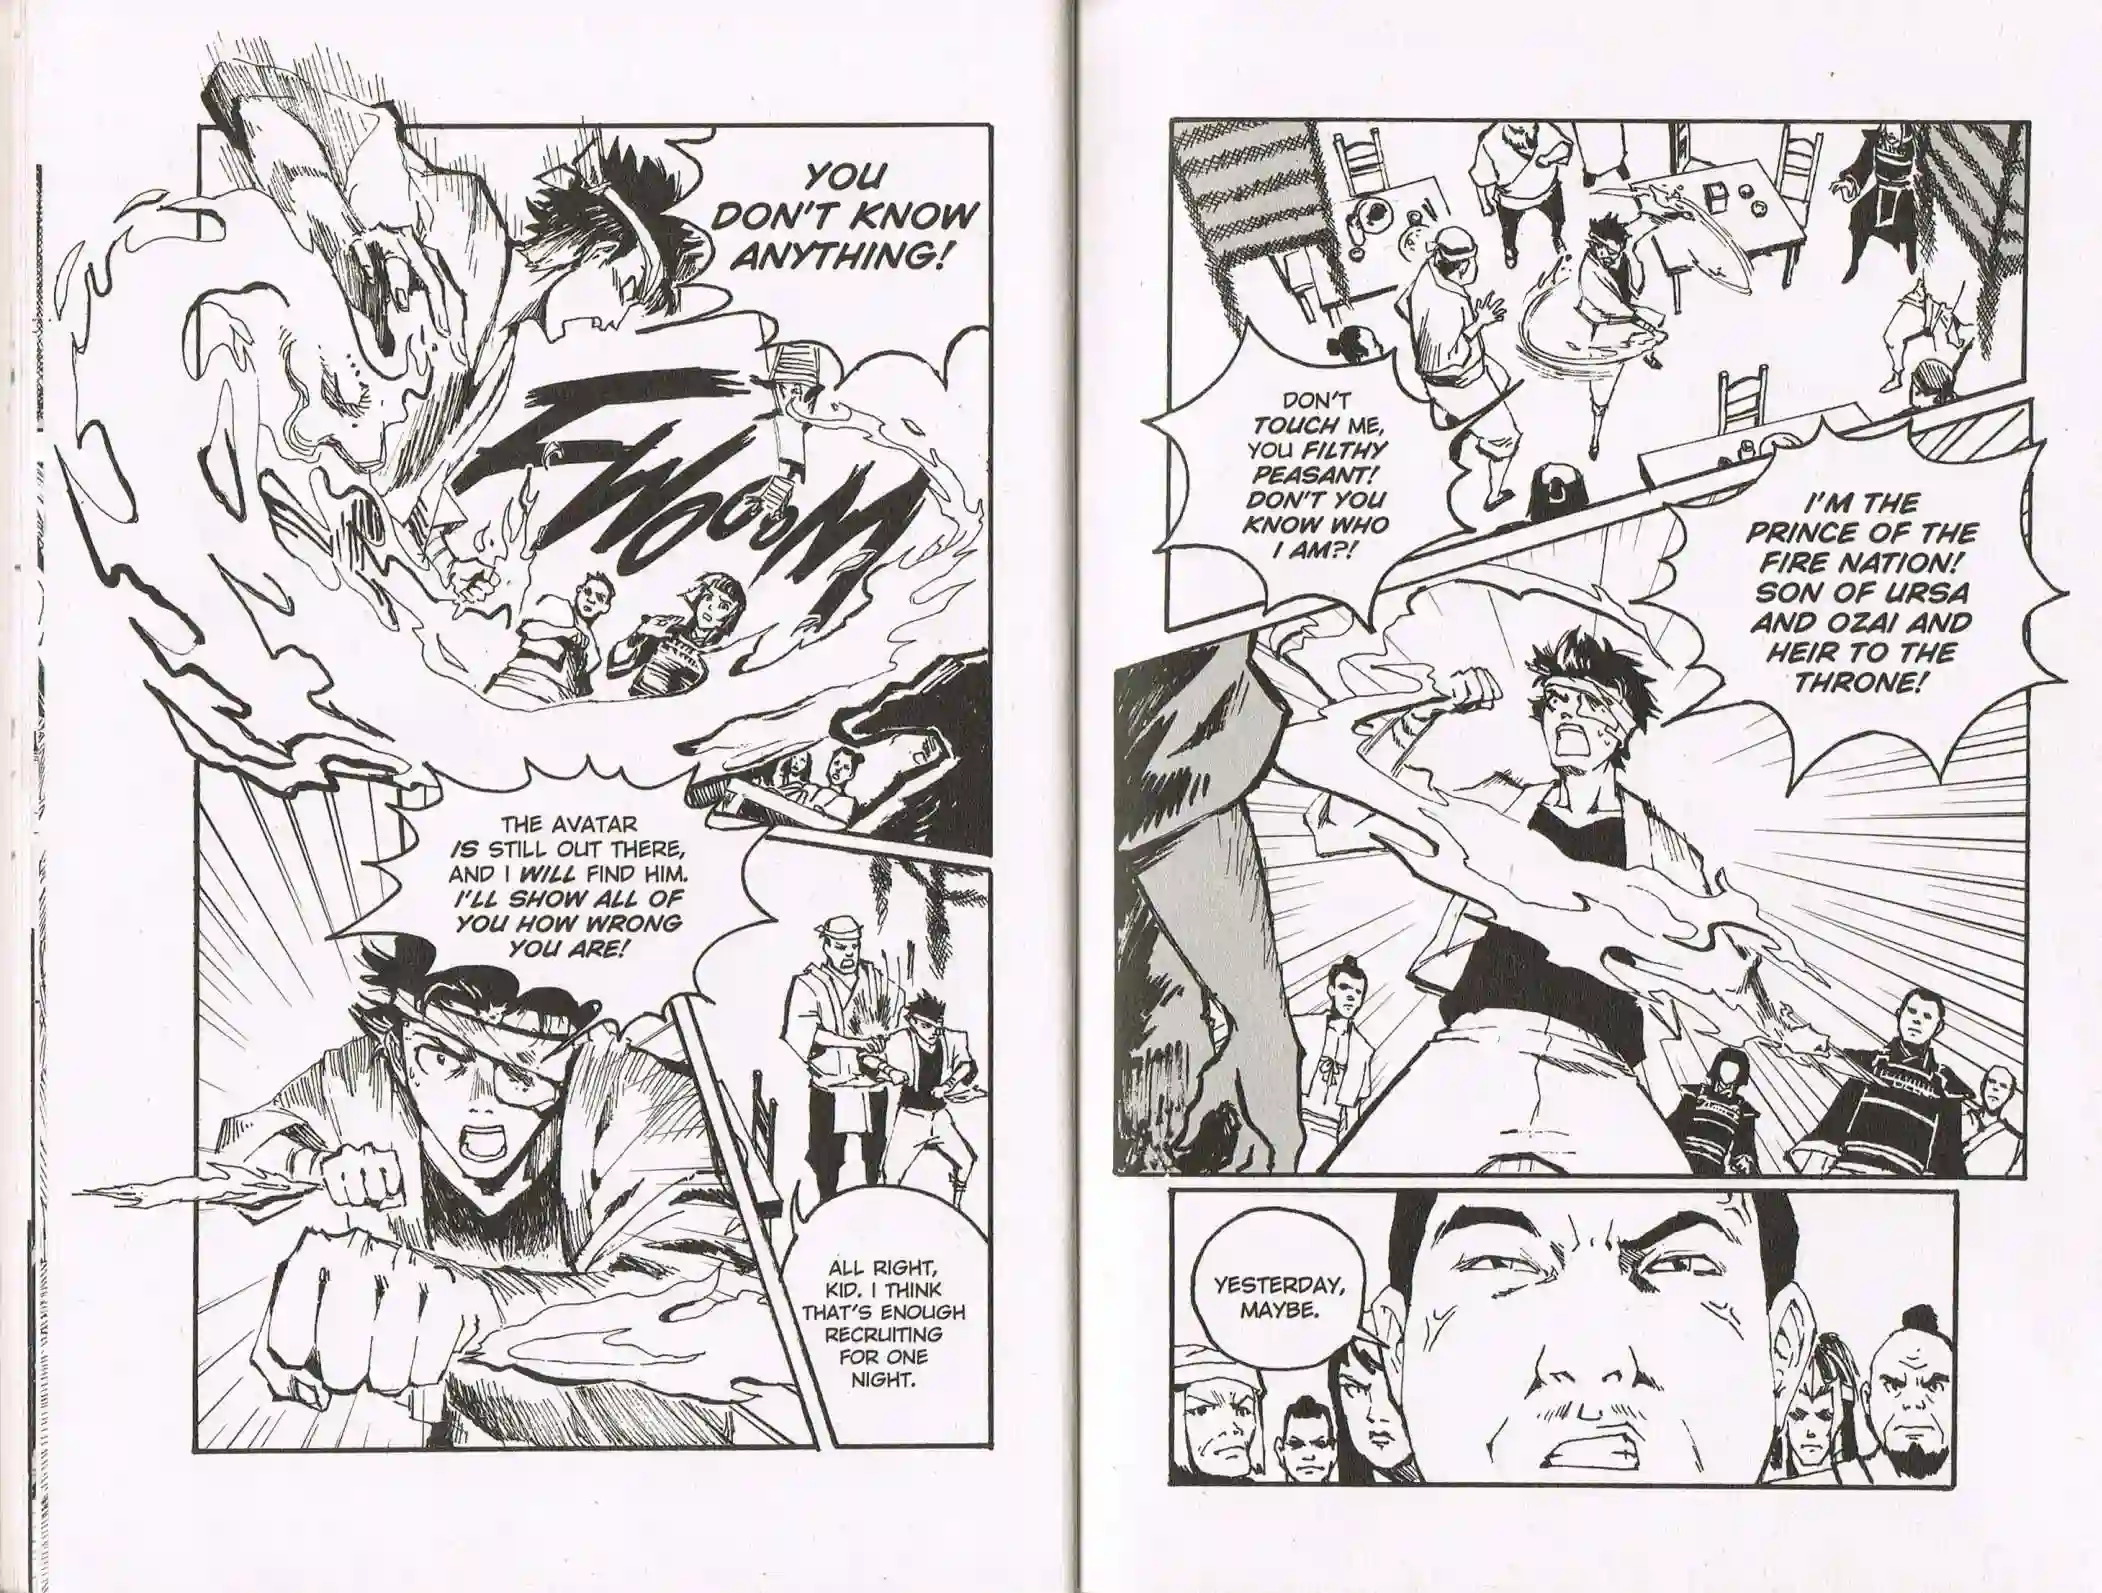 YOU
DON'T KNOW
ANYTHING!
FWOOOM
THE AVATAR
IS STILL OUT THERE,
AND I WILL FIND HIM.
I'LL SHOW ALL OF
YOU HOW WRONG
YOU ARE!
ALL RIGHT,
KID. I THINK
THAT'S ENOUGH
RECRUITING
FOR ONE
NIGHT.
DON'T
TOUCH ME,
YOU FILTHY
PEASANT!
DON'T YOU
KNOW WHO
I AM?!
I'M THE
PRINCE OF THE
FIRE NATION!
SON OF URSA
AND OZAI AND
HEIR TO THE
THRONE!
YESTERDAY,
MAYBE.